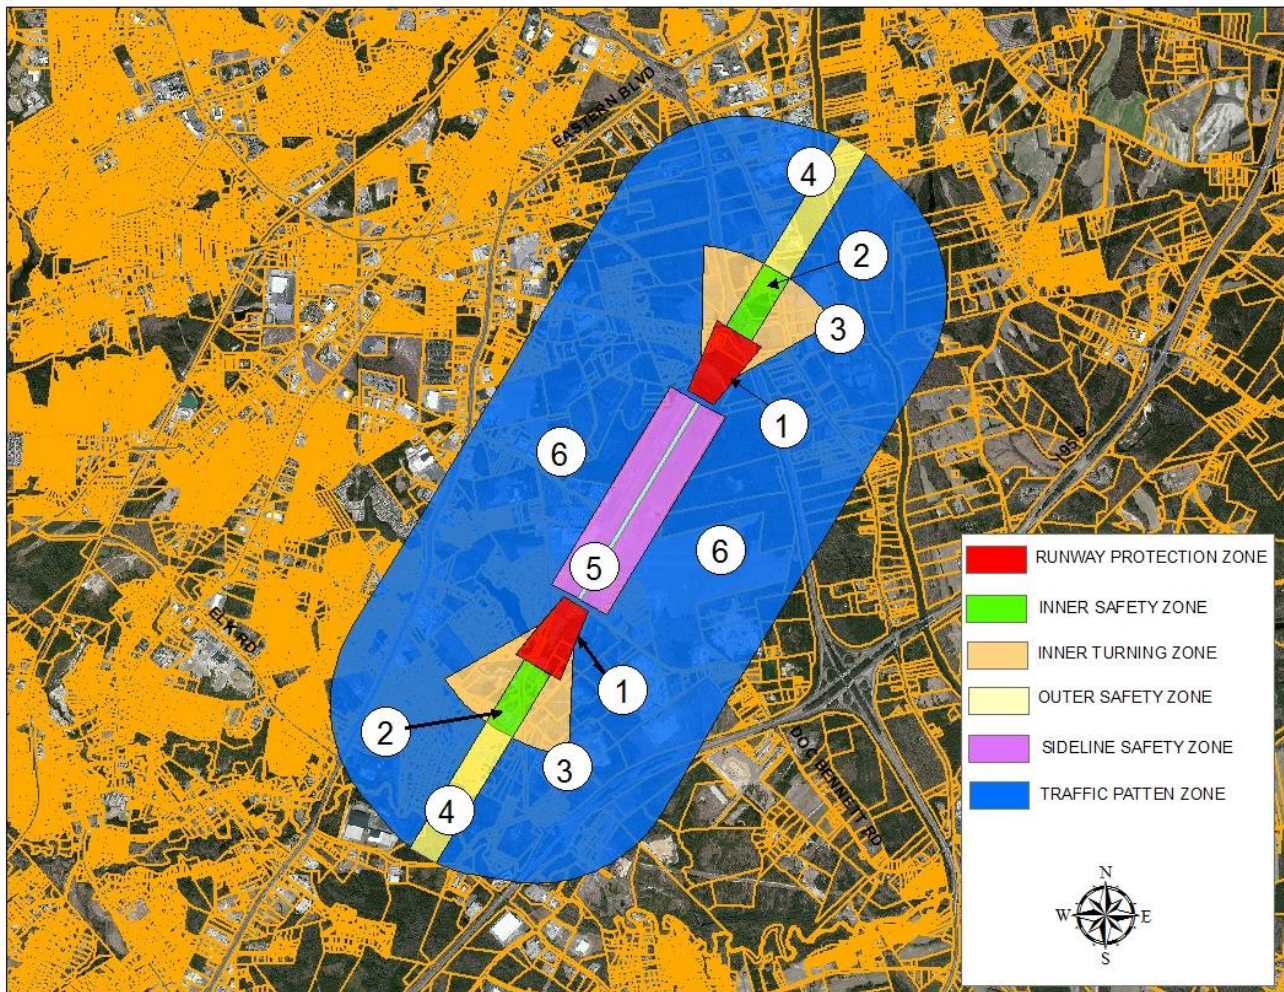 EASTERN BLVD
4
2
3
1
6
6
5
I 95 S
ELK RD
1
2
3
4
DOC BENNETT RD
RUNWAY PROTECTION ZONE
INNER SAFETY ZONE
INNER TURNING ZONE
OUTER SAFETY ZONE
SIDELINE SAFETY ZONE
TRAFFIC PATTEN ZONE
N
W E
S